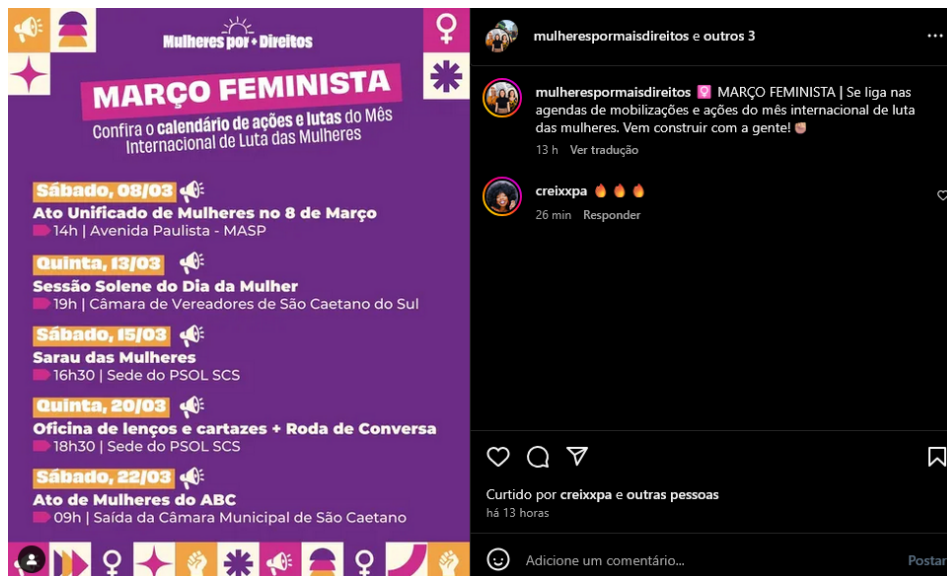 Mulheres por + Direitos
MARÇO FEMINISTA
Confira o calendário de ações e lutas do Mês
Internacional de Luta das Mulheres
Sábado, 08/03
Ato Unificado de Mulheres no 8 de Março
14h | Avenida Paulista - MASP
Quinta, 13/03
Sessão Solene do Dia da Mulher
19h | Câmara de Vereadores de São Caetano do Sul
Sábado, 15/03
Sarau das Mulheres
16h30 | Sede do PSOL SCS
Quinta, 20/03
Oficina de lenços e cartazes + Roda de Conversa
18h30 | Sede do PSOL SCS
Sábado, 22/03
Ato de Mulheres do ABC
09h | Saída da Câmara Municipal de São Caetano
mulherespormaisdireitos e outros 3
mulherespormaisdireitos ♀️ MARÇO FEMINISTA | Se liga nas
agendas de mobilizações e ações do mês internacional de luta
das mulheres. Vem construir com a gente! ✊🏽
13 h Ver tradução
creixxpa 🔥🔥🔥
26 min Responder
Curtido por creixxpa e outras pessoas
há 13 horas
Adicione um comentário...
Postar